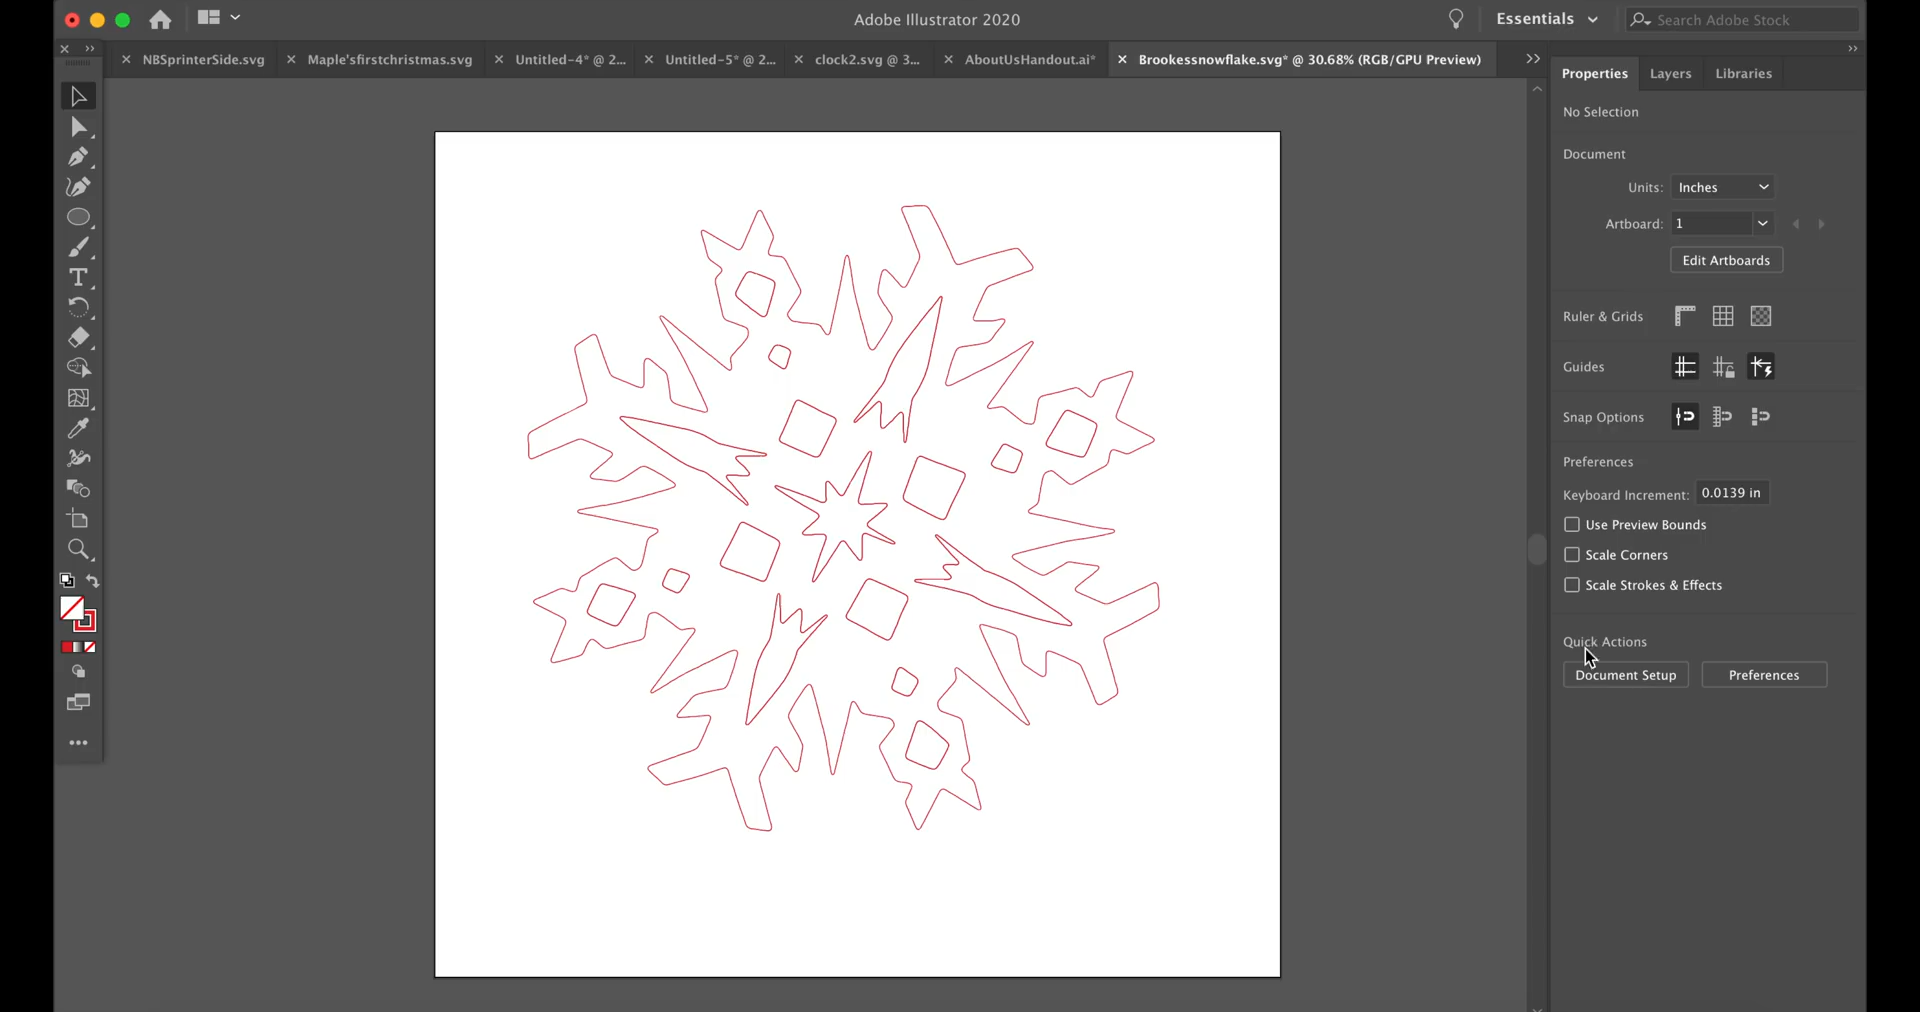 Adobe Illustrator 2020
Essentials
Search Adobe Stock
NBSprinterSide.svg
Maple'sfirstchristmas.svg
Untitled-4* @ 2...
Untitled-5* @ 2...
clock2.svg @ 3...
AboutUsHandout.ai*
Brookessnowflake.svg* @ 30.68% (RGB/GPU Preview)
Properties
Layers
Libraries
No Selection
Document
Units: Inches
Artboard: 1
Edit Artboards
Ruler & Grids
Guides
Snap Options
Preferences
Keyboard Increment: 0.0139 in
Use Preview Bounds
Scale Corners
Scale Strokes & Effects
Quick Actions
Document Setup
Preferences